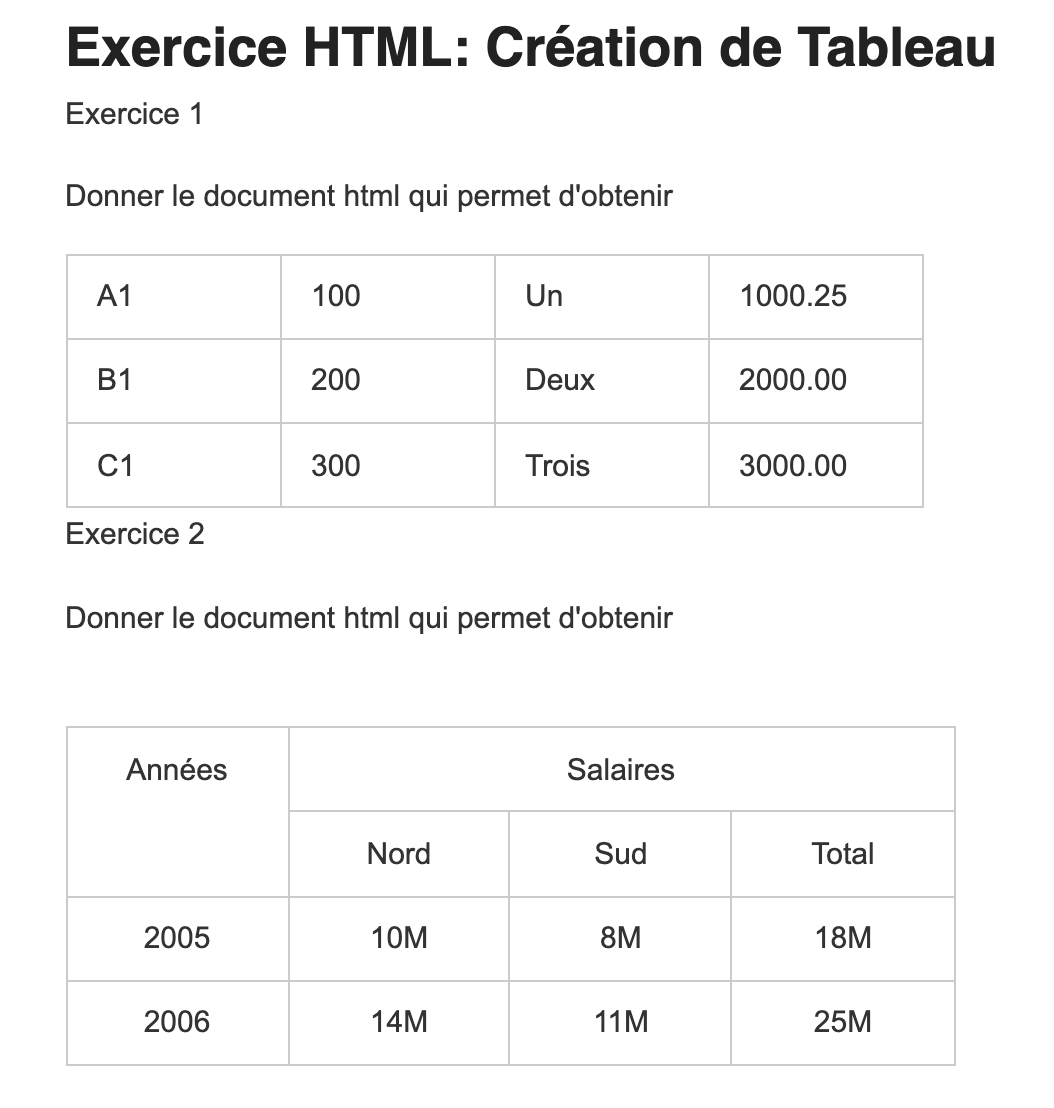 Exercice HTML: Création de Tableau
Exercice 1
Donner le document html qui permet d'obtenir
A1 100 Un 1000.25
B1 200 Deux 2000.00
C1 300 Trois 3000.00
Exercice 2
Donner le document html qui permet d'obtenir
Années Salaires
Nord Sud Total
2005 10M 8M 18M
2006 14M 11M 25M